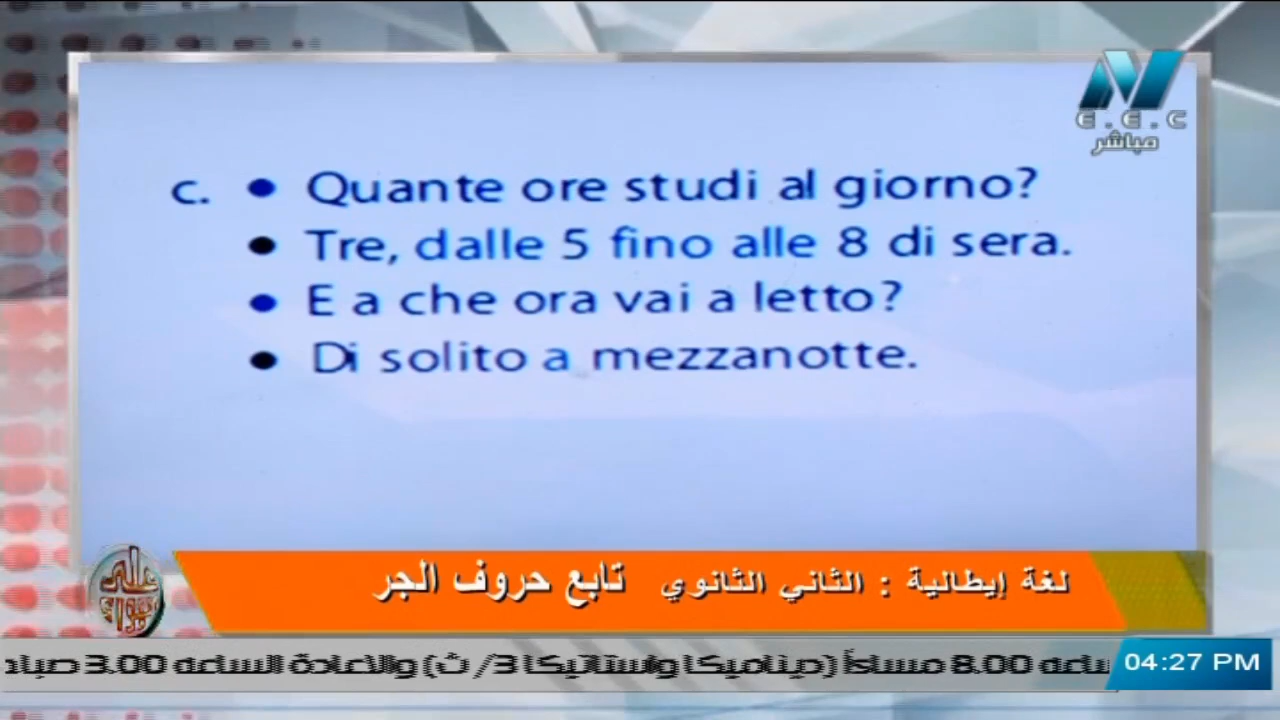 E.E.C
مباشر
c. • Quante ore studi al giorno?
• Tre, dalle 5 fino alle 8 di sera.
• E a che ora vai a letto?
• Di solito a mezzanotte.
لغة إيطالية : الثاني الثانوي تابع حروف الجر
ساعه 8.00 مساءاً (ديناميكا واستاتيكا 3/ ث) والاعادة الساعه 3.00
04:27 PM